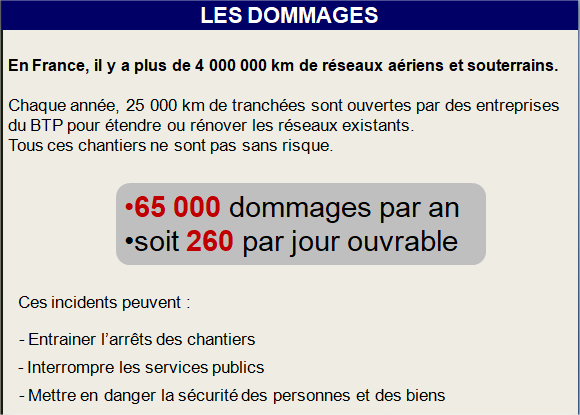 LES DOMMAGES
En France, il y a plus de 4 000 000 km de réseaux aériens et souterrains.
Chaque année, 25 000 km de tranchées sont ouvertes par des entreprises
du BTP pour étendre ou rénover les réseaux existants.
Tous ces chantiers ne sont pas sans risque.
•65 000 dommages par an
•soit 260 par jour ouvrable
Ces incidents peuvent :
- Entrainer l’arrêts des chantiers
- Interrompre les services publics
- Mettre en danger la sécurité des personnes et des biens